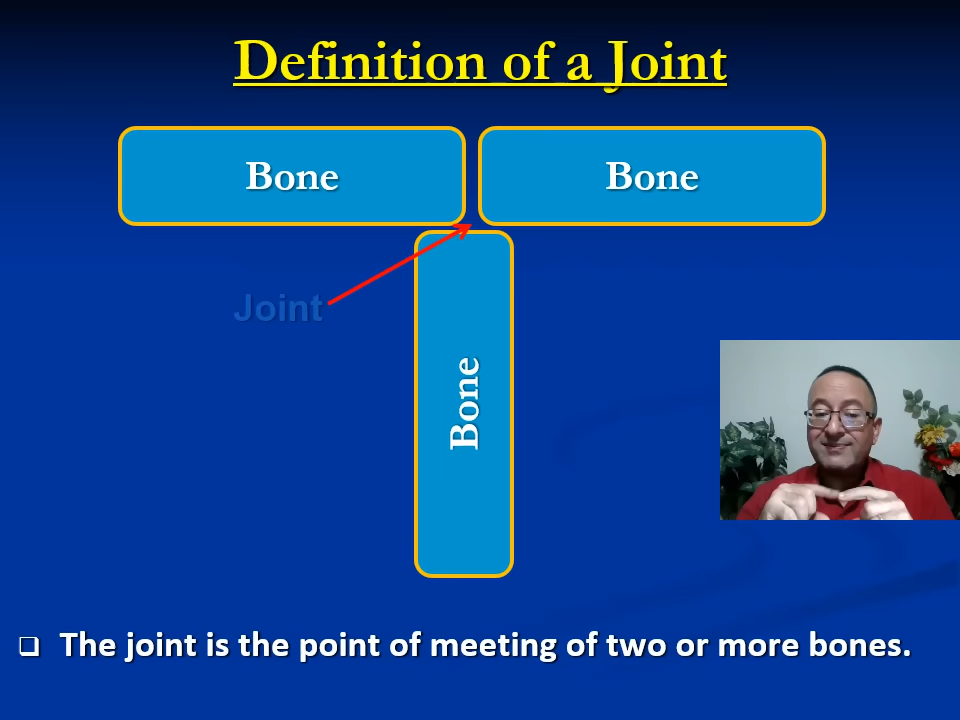 Definition of a Joint
Bone
Bone
Joint
Bone
The joint is the point of meeting of two or more bones.